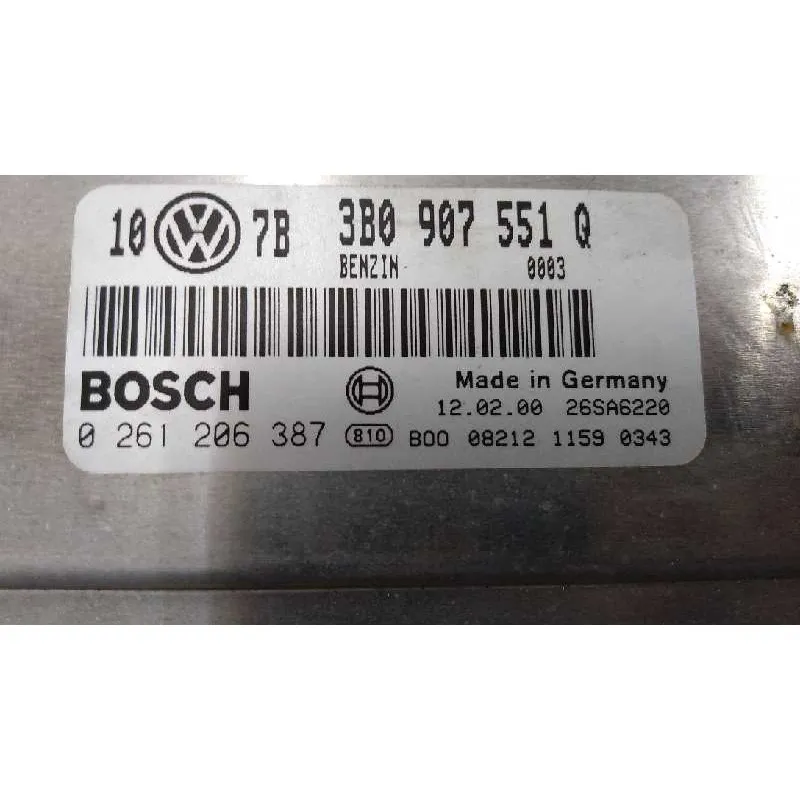 10 VW 7B 3B0 907 551 Q
BENZIN 0003
BOSCH Made in Germany
12.02.00 26SA6220
0 261 206 387 810 B00 08212 1159 0343